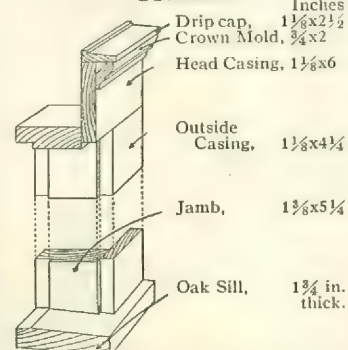 Inches
Drip cap, 1⅛x2½
Crown Mold, ¾x2
Head Casing, 1⅛x6
Outside
Casing, 1⅛x4¼
Jamb, 1⅜x5¼
Oak Sill, 1¾ in.
thick.